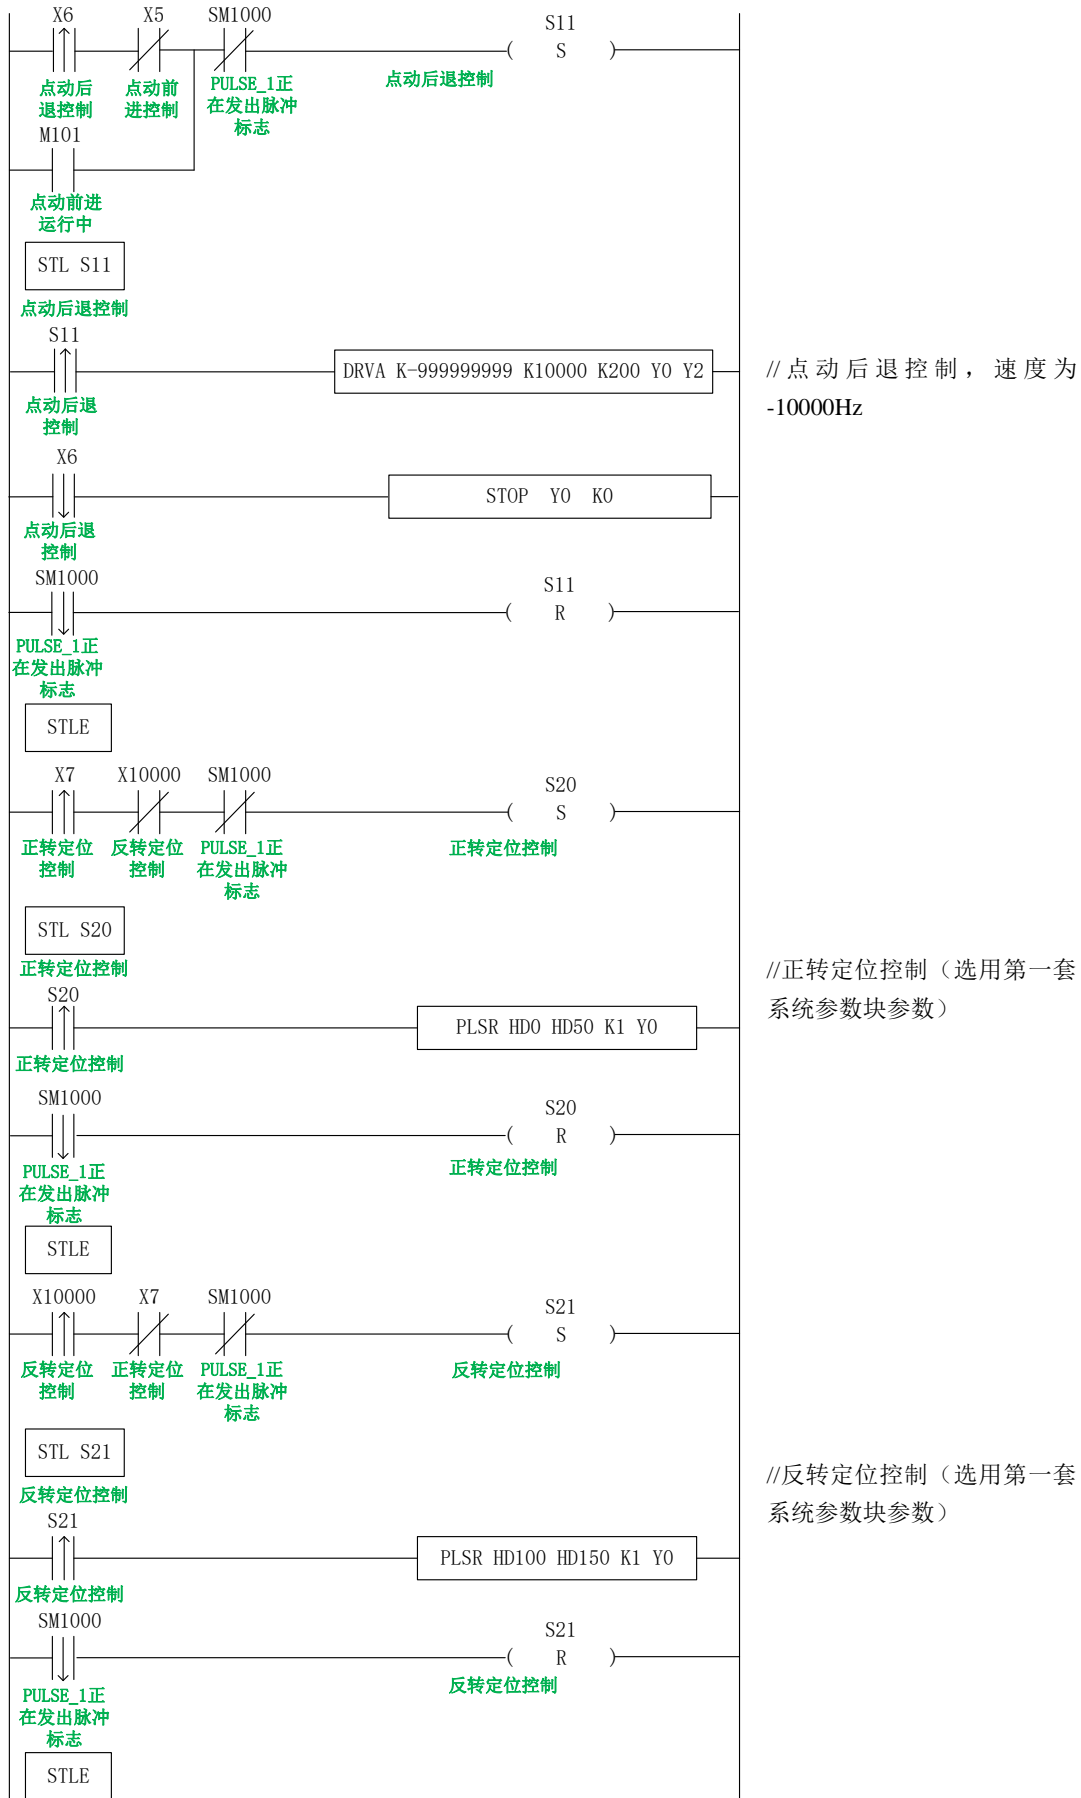 X6 X5 SM1000 S11
( S )
点动后 点动前 PULSE_1正 点动后退控制
退控制 进控制 在发出脉冲
标志
M101
点动前进
运行中
STL S11
点动后退控制
S11
DRVA K-999999999 K10000 K200 Y0 Y2
//点动后退控制，速度为
-10000Hz
点动后退
控制
X6
STOP Y0 K0
点动后退
控制
SM1000 S11
( R )
PULSE_1正
在发出脉冲
标志
STLE
X7 X10000 SM1000 S20
( S )
正转定位 反转定位 PULSE_1正 正转定位控制
控制 控制 在发出脉冲
标志
STL S20
正转定位控制
//正转定位控制（选用第一套
系统参数块参数）
S20
PLSR HD0 HD50 K1 Y0
正转定位控制
SM1000 S20
( R )
PULSE_1正 正转定位控制
在发出脉冲
标志
STLE
X10000 X7 SM1000 S21
( S )
反转定位 正转定位 PULSE_1正 反转定位控制
控制 控制 在发出脉冲
标志
STL S21
反转定位控制
//反转定位控制（选用第一套
系统参数块参数）
S21
PLSR HD100 HD150 K1 Y0
反转定位控制
SM1000 S21
( R )
PULSE_1正 反转定位控制
在发出脉冲
标志
STLE